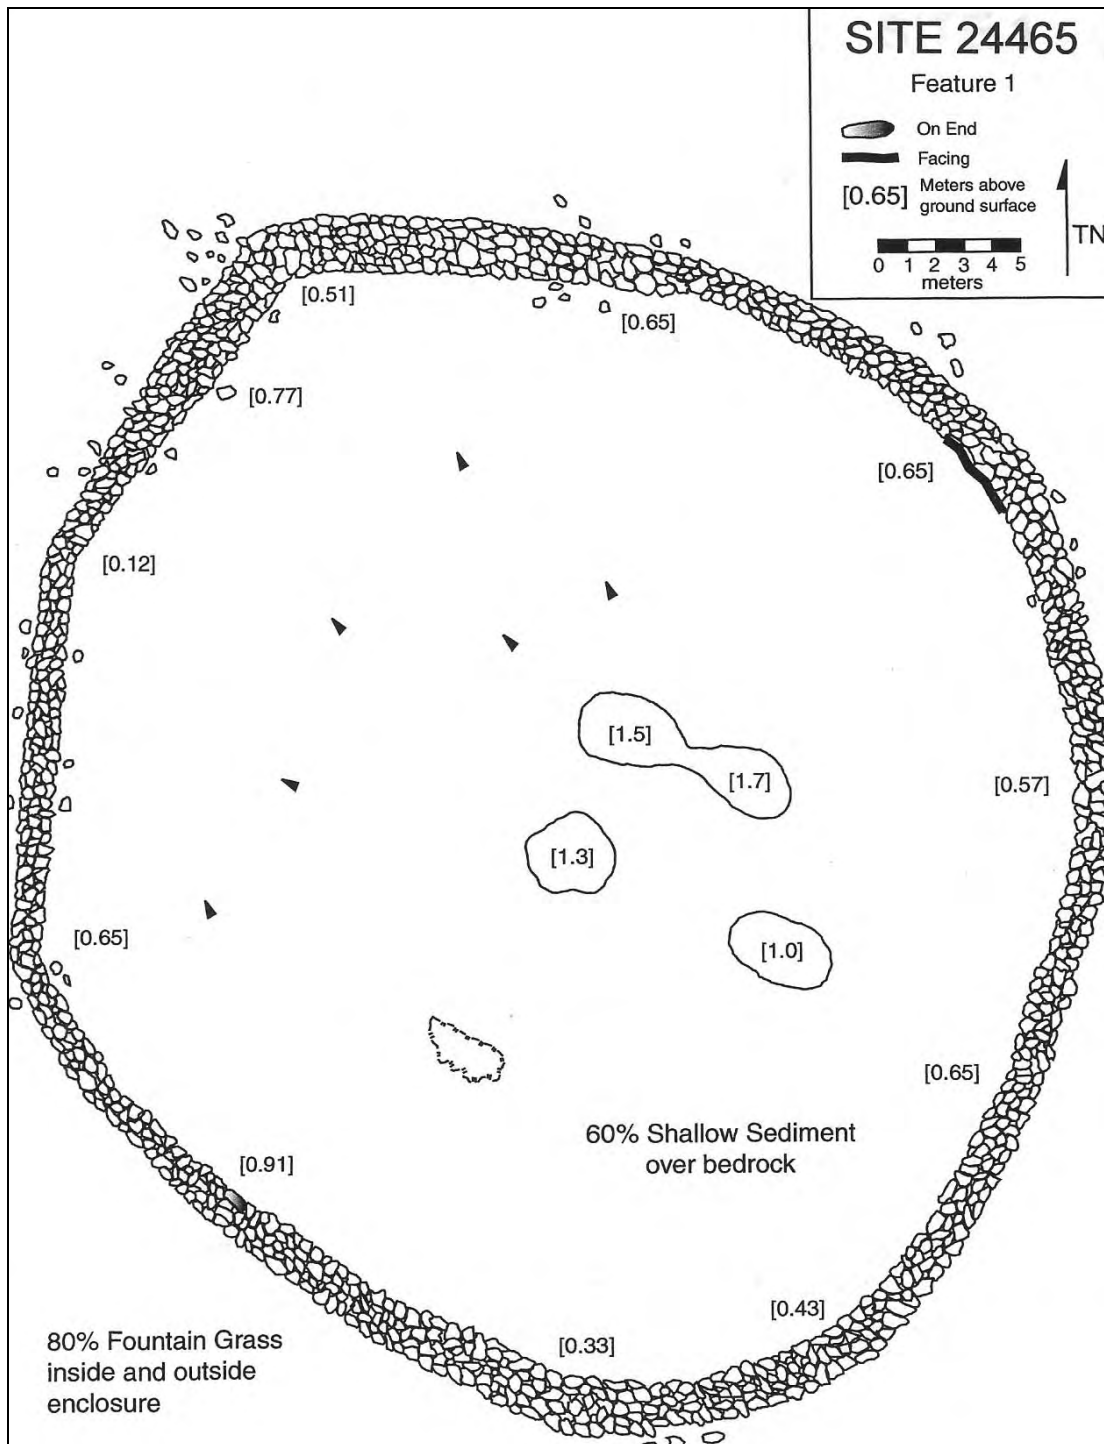 SITE 24465
Feature 1
On End
Facing
[0.65] Meters above
ground surface
TN
0 1 2 3 4 5
meters
[0.51]
[0.65]
[0.77]
[0.65]
[0.12]
[1.5]
[1.7]
[0.57]
[1.3]
[0.65]
[1.0]
[0.65]
60% Shallow Sediment
over bedrock
[0.91]
[0.43]
[0.33]
80% Fountain Grass
inside and outside
enclosure